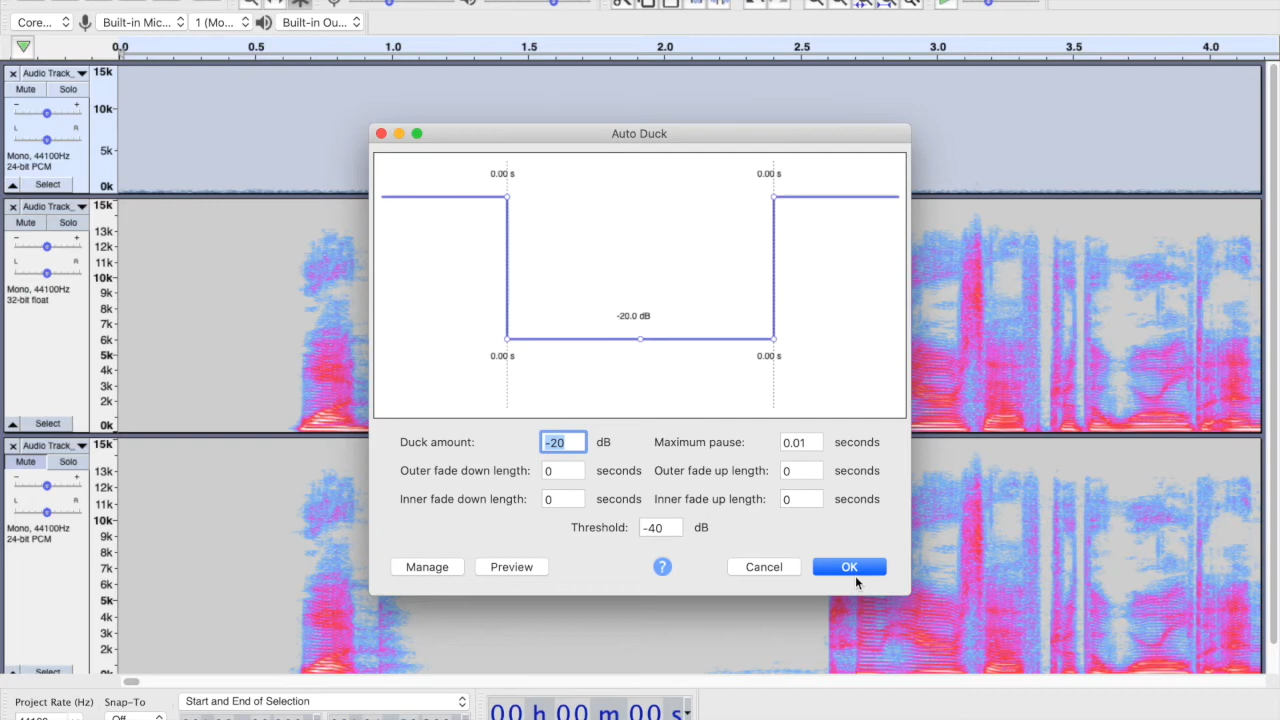 Core... Built-in Mic... 1 (Mo... Built-in Ou...
0.0 0.5 1.0 1.5 2.0 2.5 3.0 3.5 4.0
Audio Track_
Mute Solo
- +
L R
Mono, 44100Hz
24-bit PCM
Select
15k
10k
5k
0k
Audio Track_
Mute Solo
- +
L R
Mono, 44100Hz
32-bit float
Select
15k
13k
12k
11k
10k
9k
8k
7k
6k
5k
4k
3k
2k
0k
Audio Track_
Mute Solo
- +
L R
Mono, 44100Hz
24-bit PCM
Select
15k
13k
12k
11k
10k
9k
8k
7k
6k
5k
4k
3k
2k
0k
Auto Duck
0.00 s 0.00 s
-20.0 dB
0.00 s 0.00 s
Duck amount: -20 dB Maximum pause: 0.01 seconds
Outer fade down length: 0 seconds Outer fade up length: 0 seconds
Inner fade down length: 0 seconds Inner fade up length: 0 seconds
Threshold: -40 dB
Manage Preview ? Cancel OK
Project Rate (Hz) Snap-To Start and End of Selection
44100 Off
00 h 00 m 00 s